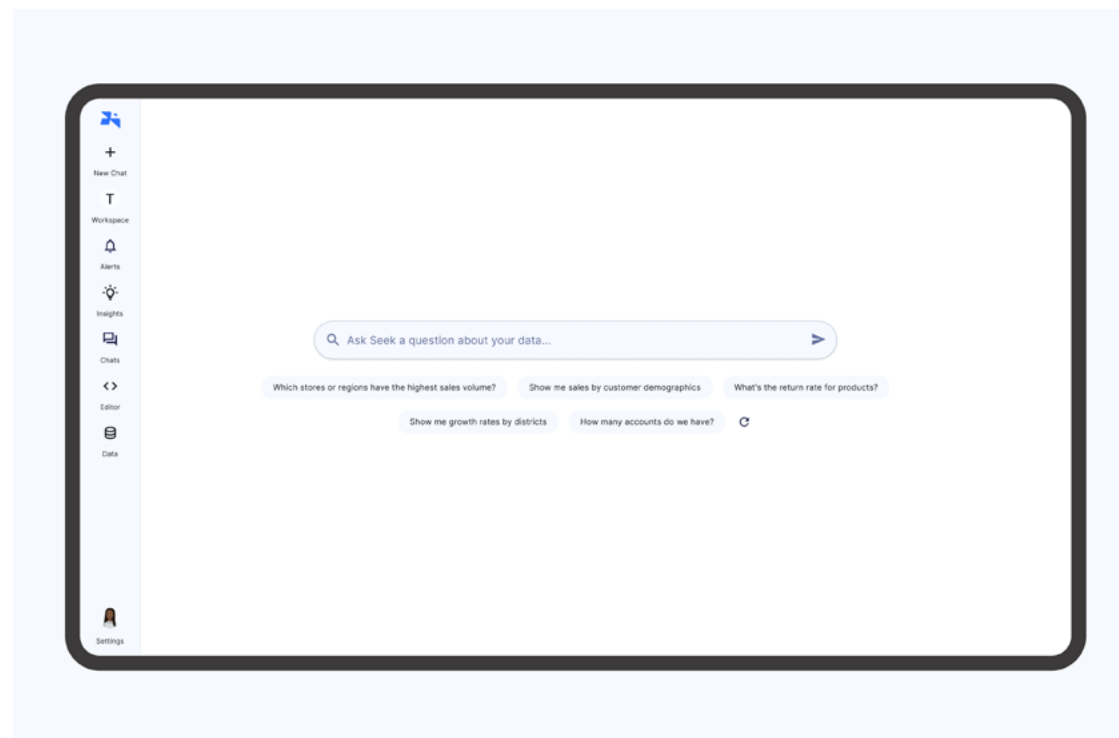 New Chat
T
Workspace
Alerts
Insights
Chats
Editor
Data
Settings
Ask Seek a question about your data...
Which stores or regions have the highest sales volume?
Show me sales by customer demographics
What's the return rate for products?
Show me growth rates by districts
How many accounts do we have?